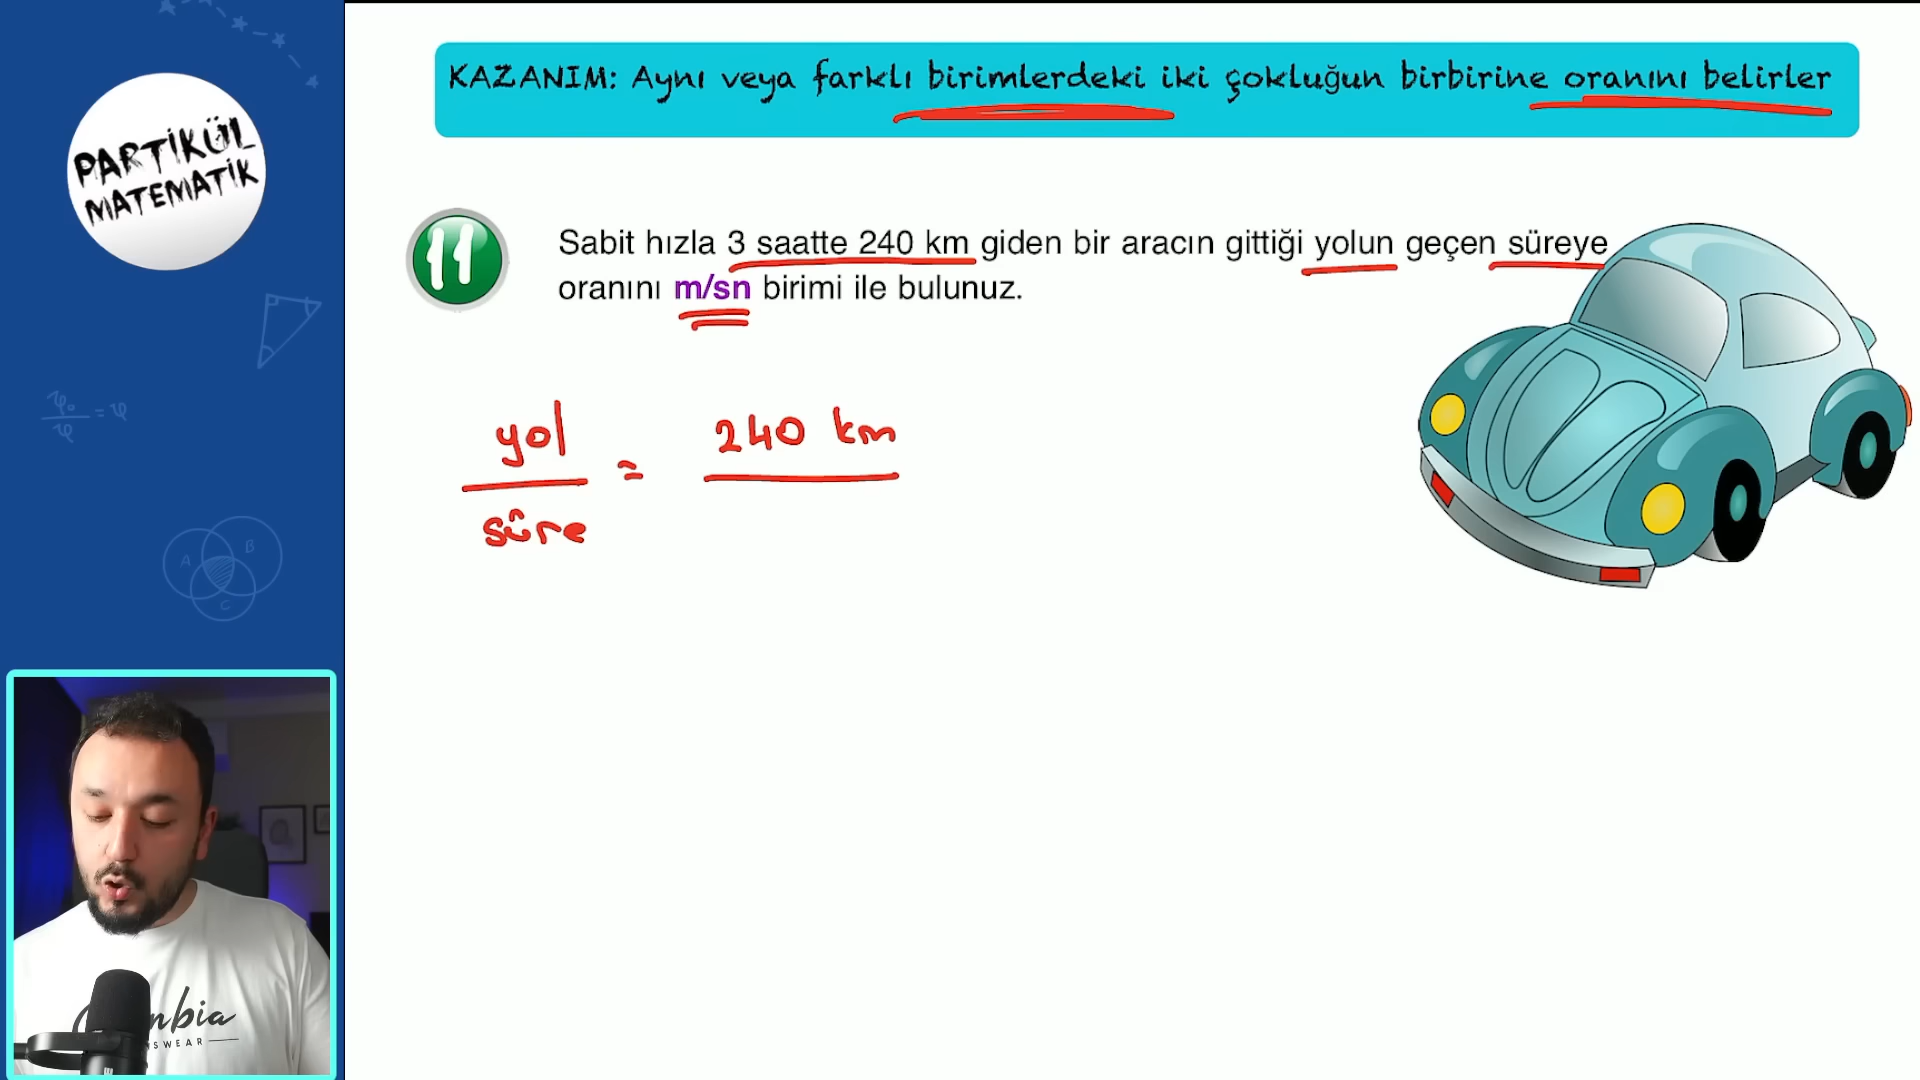 PARTİKÜL
MATEMATİK
KAZANIM: Aynı veya farklı birimlerdeki iki çokluğun birbirine oranını belirler
11
Sabit hızla 3 saatte 240 km giden bir aracın gittiği yolun geçen süreye
oranını m/sn birimi ile bulunuz.
yol
süre
=
240 km
A
B
C